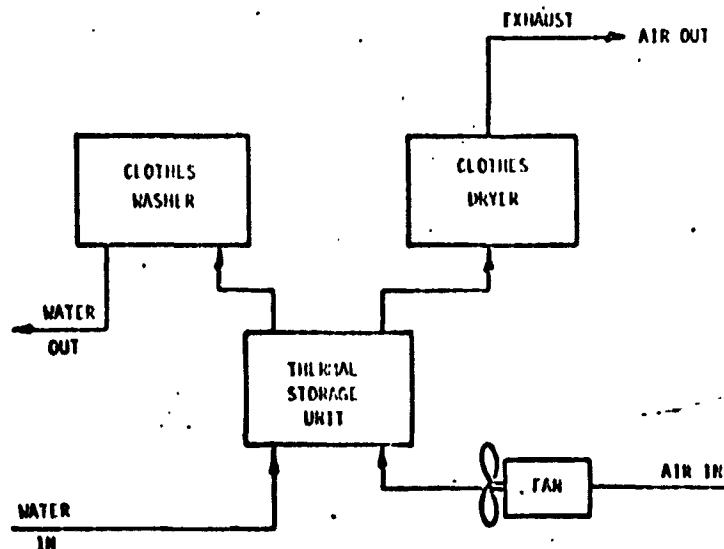 EXHAUST
AIR OUT
CLOTHES
WASHER
CLOTHES
DRYER
WATER
OUT
THERMAL
STORAGE
UNIT
FAN
AIR IN
WATER
IN